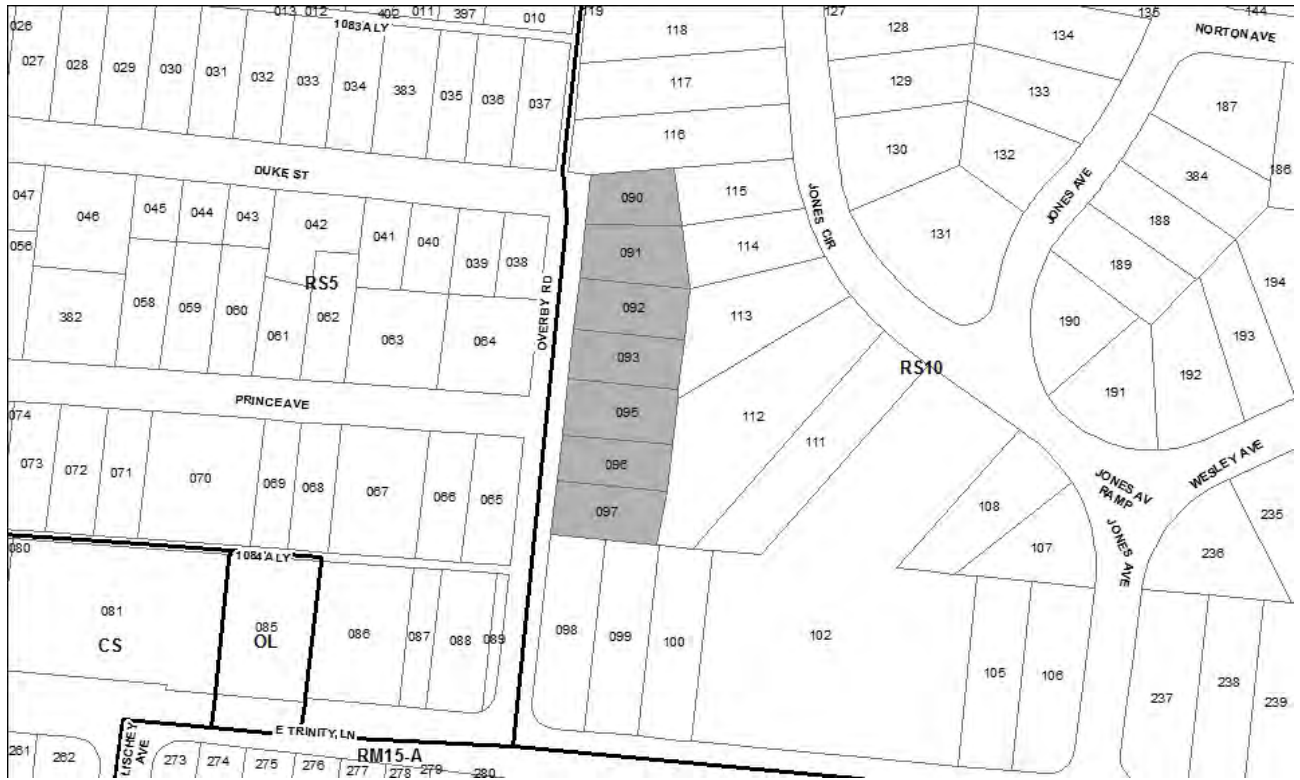 013 012 402 011 397 010 119 127 135 144
026 1083 ALY 118 128 134 NORTON AVE
027 028 029 030 031 032 033 034 383 035 036 037 117 129 133 187
116 130 132 384 186
DUKE ST
047 046 045 044 043 042 041 040 039 038 090 115 JONES CIR JONES AVE 188
056 091 114 131 189 194
RS5
382 058 059 060 061 062 063 064 OVERBY RD 092 113 190 193
093 RS10 192
PRINCE AVE 191
074 095 112
073 072 071 070 069 068 067 066 065 096 111 JONES AV
RAMP WESLEY AVE
097 108 235
080 1084 ALY 107 JONES AVE 236
081 085 086 087 088 089 098 099 100 102 105 106
CS OL 237 238 239
E TRINITY LN
261 262 LISCHEY
AVE 273 274 275 276 277 278 279 280
RM15-A